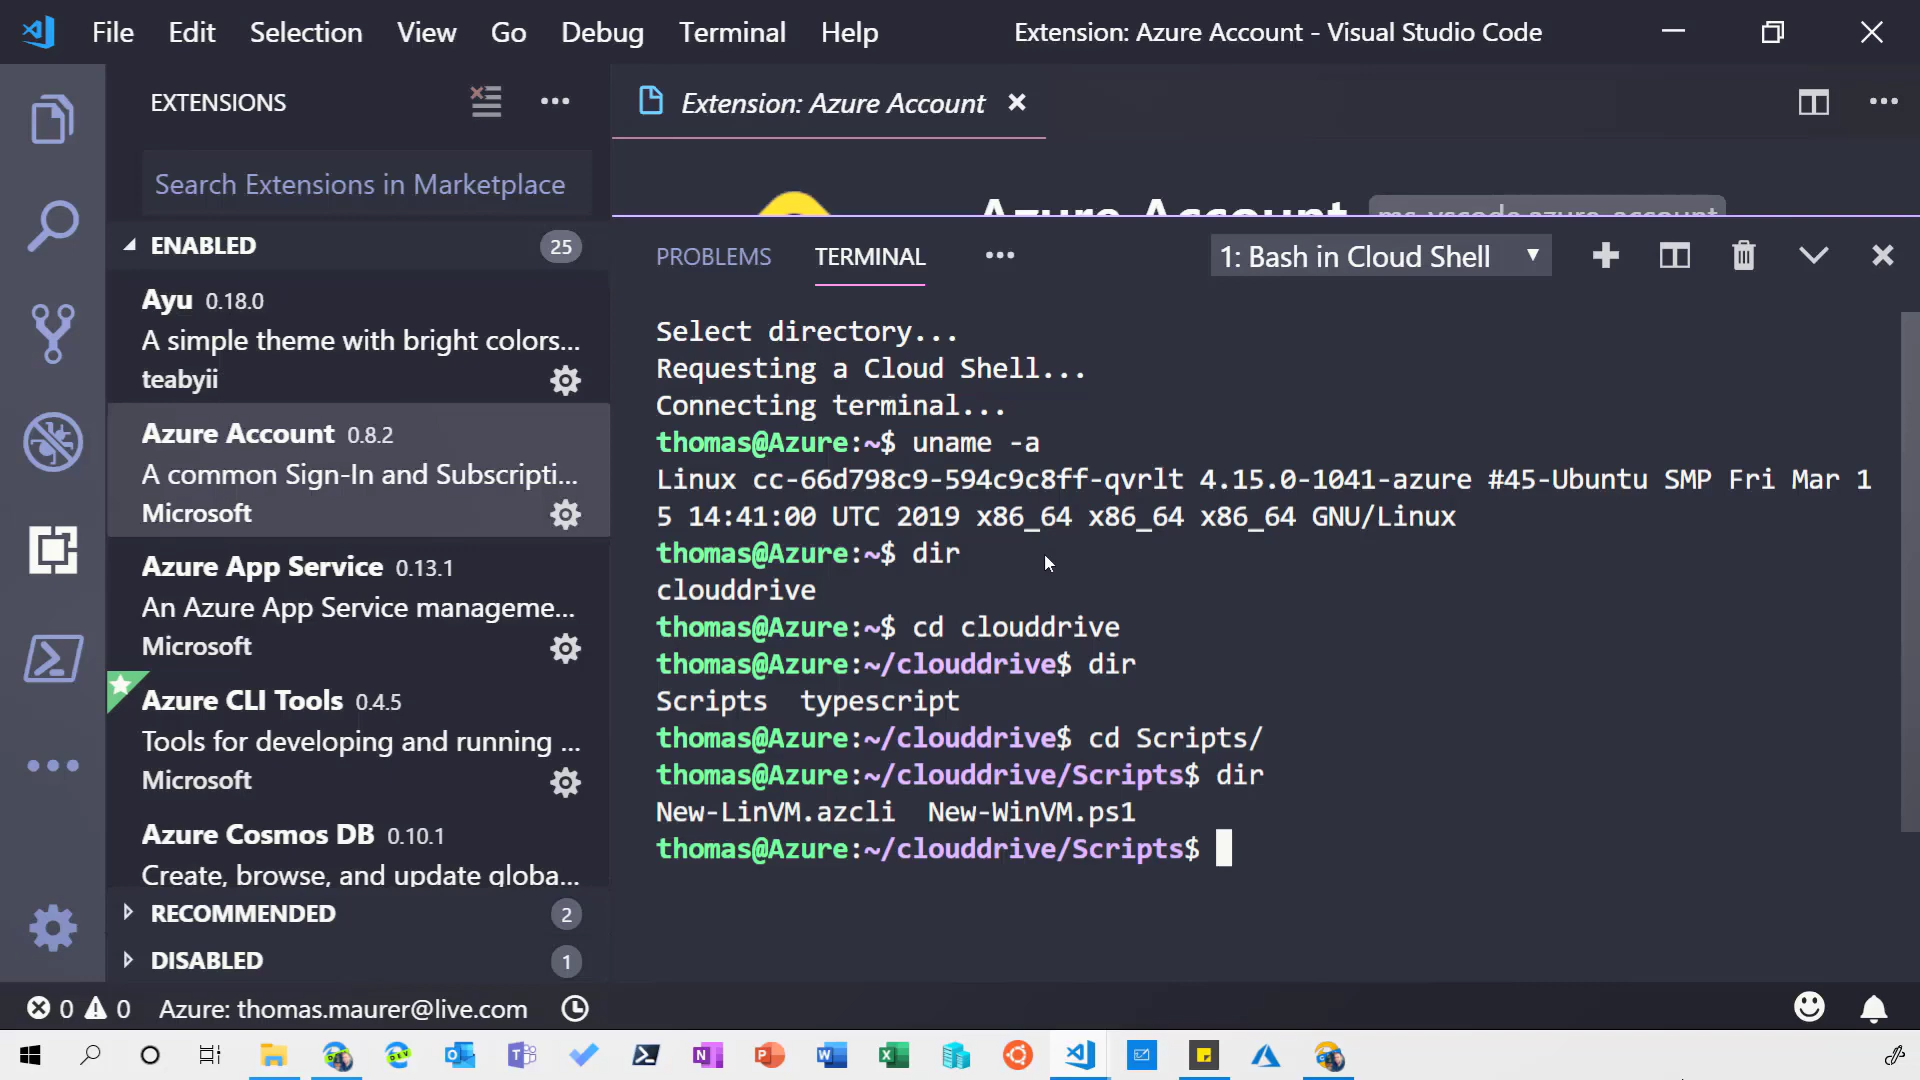 File Edit Selection View Go Debug Terminal Help Extension: Azure Account - Visual Studio Code
EXTENSIONS
Search Extensions in Marketplace
ENABLED 25
Ayu 0.18.0
A simple theme with bright colors...
teabyii
Azure Account 0.8.2
A common Sign-In and Subscripti...
Microsoft
Azure App Service 0.13.1
An Azure App Service manageme...
Microsoft
Azure CLI Tools 0.4.5
Tools for developing and running ...
Microsoft
Azure Cosmos DB 0.10.1
Create, browse, and update globa...
RECOMMENDED 2
DISABLED 1
Extension: Azure Account
Azure Account ms-vscode.azure-account
PROBLEMS TERMINAL 1: Bash in Cloud Shell
Select directory...
Requesting a Cloud Shell...
Connecting terminal...
thomas@Azure:~$ uname -a
Linux cc-66d798c9-594c9c8ff-qvrlt 4.15.0-1041-azure #45-Ubuntu SMP Fri Mar 1
5 14:41:00 UTC 2019 x86_64 x86_64 x86_64 GNU/Linux
thomas@Azure:~$ dir
clouddrive
thomas@Azure:~$ cd clouddrive
thomas@Azure:~/clouddrive$ dir
Scripts typescript
thomas@Azure:~/clouddrive$ cd Scripts/
thomas@Azure:~/clouddrive/Scripts$ dir
New-LinVM.azcli New-WinVM.ps1
thomas@Azure:~/clouddrive/Scripts$
0 0 Azure: thomas.maurer@live.com